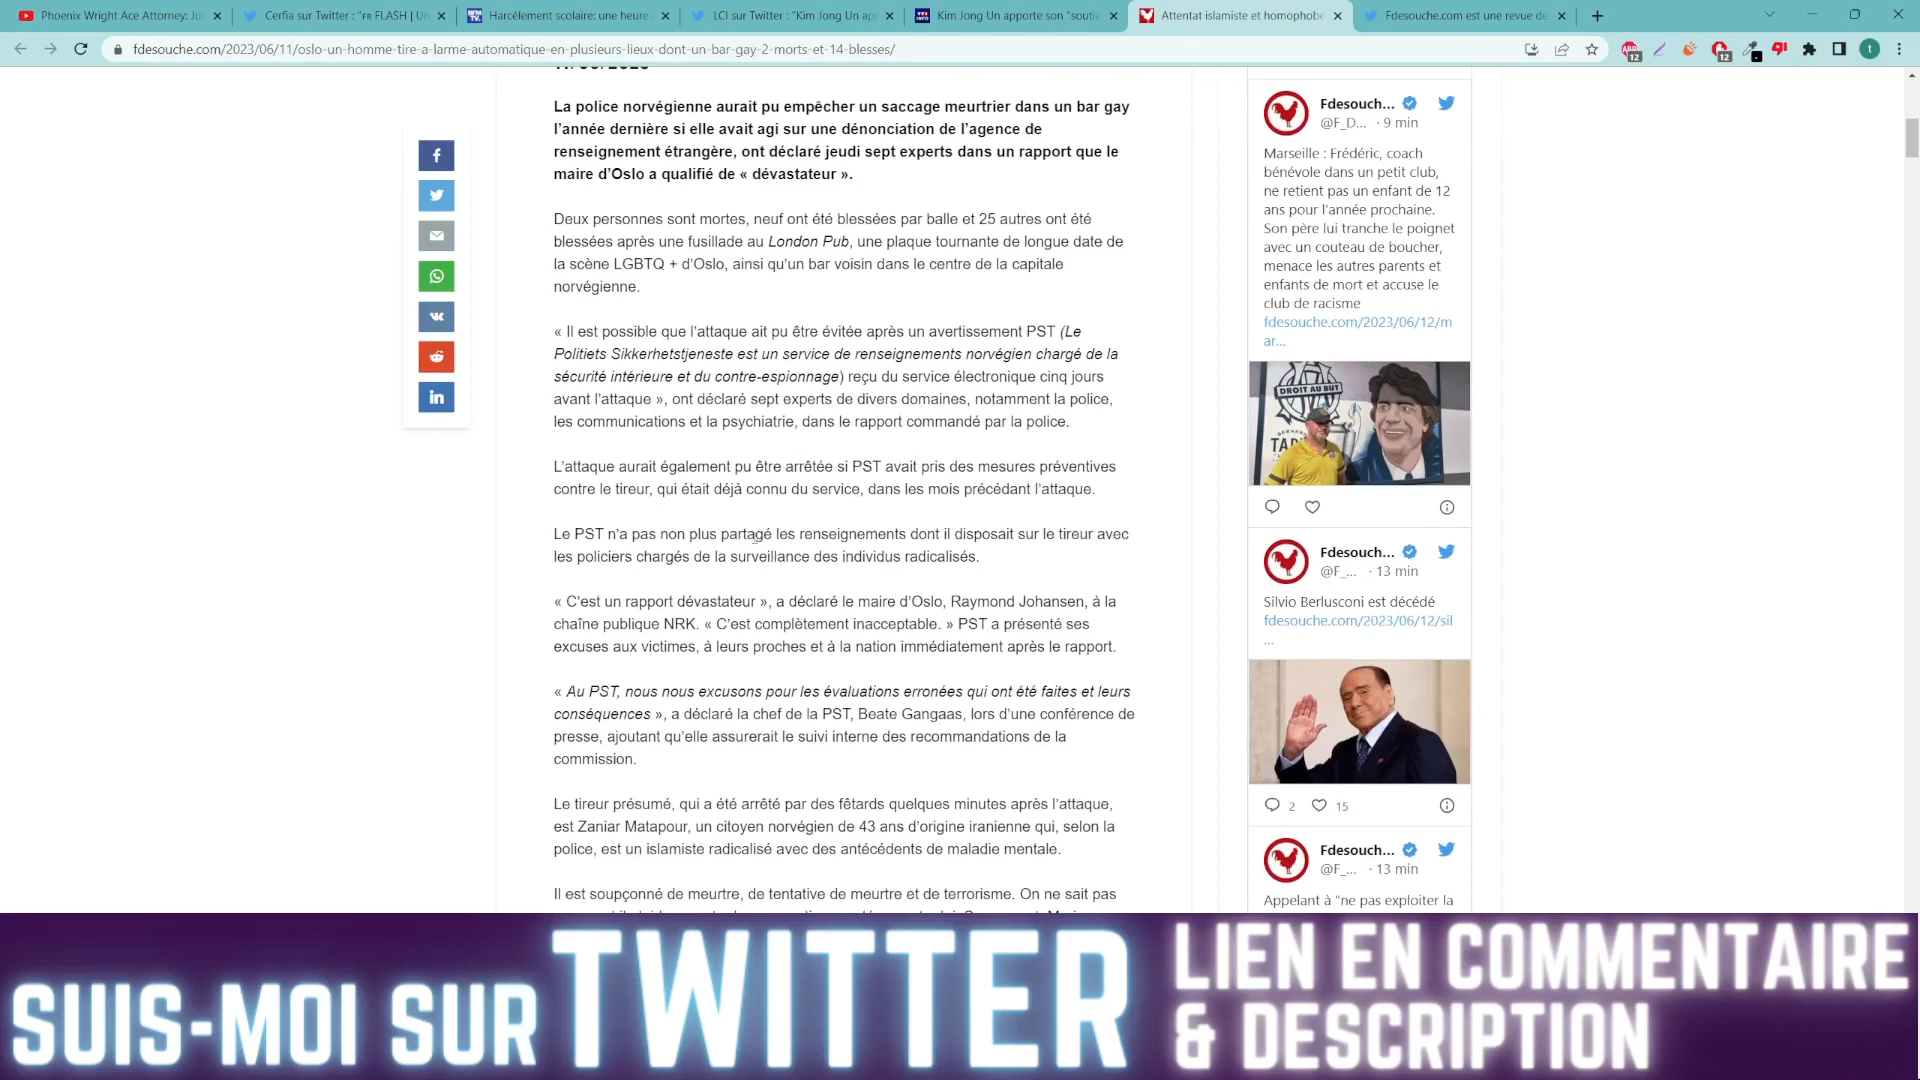 Phoenix Wright Ace Attorney: Jus
Cerfia sur Twitter : "FR FLASH | Un
Harcèlement scolaire: une heure
LCI sur Twitter : "Kim Jong Un app
Kim Jong Un apporte son "soutie
Attentat islamiste et homophobe
Fdesouche.com est une revue de
fdesouche.com/2023/06/11/oslo-un-homme-tire-a-larme-automatique-en-plusieurs-lieux-dont-un-bar-gay-2-morts-et-14-blesses/
La police norvégienne aurait pu empêcher un saccage meurtrier dans un bar gay
l'année dernière si elle avait agi sur une dénonciation de l'agence de
renseignement étrangère, ont déclaré jeudi sept experts dans un rapport que le
maire d'Oslo a qualifié de « dévastateur ».
Deux personnes sont mortes, neuf ont été blessées par balle et 25 autres ont été
blessées après une fusillade au London Pub, une plaque tournante de longue date de
la scène LGBTQ + d'Oslo, ainsi qu'un bar voisin dans le centre de la capitale
norvégienne.
« Il est possible que l'attaque ait pu être évitée après un avertissement PST (Le
Politiets Sikkerhetstjeneste est un service de renseignements norvégien chargé de la
sécurité intérieure et du contre-espionnage) reçu du service électronique cinq jours
avant l'attaque », ont déclaré sept experts de divers domaines, notamment la police,
les communications et la psychiatrie, dans le rapport commandé par la police.
L'attaque aurait également pu être arrêtée si PST avait pris des mesures préventives
contre le tireur, qui était déjà connu du service, dans les mois précédant l'attaque.
Le PST n'a pas non plus partagé les renseignements dont il disposait sur le tireur avec
les policiers chargés de la surveillance des individus radicalisés.
« C'est un rapport dévastateur », a déclaré le maire d'Oslo, Raymond Johansen, à la
chaîne publique NRK. « C'est complètement inacceptable. » PST a présenté ses
excuses aux victimes, à leurs proches et à la nation immédiatement après le rapport.
« Au PST, nous nous excusons pour les évaluations erronées qui ont été faites et leurs
conséquences », a déclaré la chef de la PST, Beate Gangaas, lors d'une conférence de
presse, ajoutant qu'elle assurerait le suivi interne des recommandations de la
commission.
Le tireur présumé, qui a été arrêté par des fêtards quelques minutes après l'attaque,
est Zaniar Matapour, un citoyen norvégien de 43 ans d'origine iranienne qui, selon la
police, est un islamiste radicalisé avec des antécédents de maladie mentale.
Il est soupçonné de meurtre, de tentative de meurtre et de terrorisme. On ne sait pas
Fdesouch...
@F_D... · 9 min
Marseille : Frédéric, coach
bénévole dans un petit club,
ne retient pas un enfant de 12
ans pour l'année prochaine.
Son père lui tranche le poignet
avec un couteau de boucher,
menace les autres parents et
enfants de mort et accuse le
club de racisme
fdesouche.com/2023/06/12/m
ar...
DROIT AU BUT
Fdesouch...
@F_... · 13 min
Silvio Berlusconi est décédé
fdesouche.com/2023/06/12/sil
...
2 15
Fdesouch...
@F_... · 13 min
Appelant à "ne pas exploiter la
SUIS-MOI SUR TWITTER
LIEN EN COMMENTAIRE
& DESCRIPTION